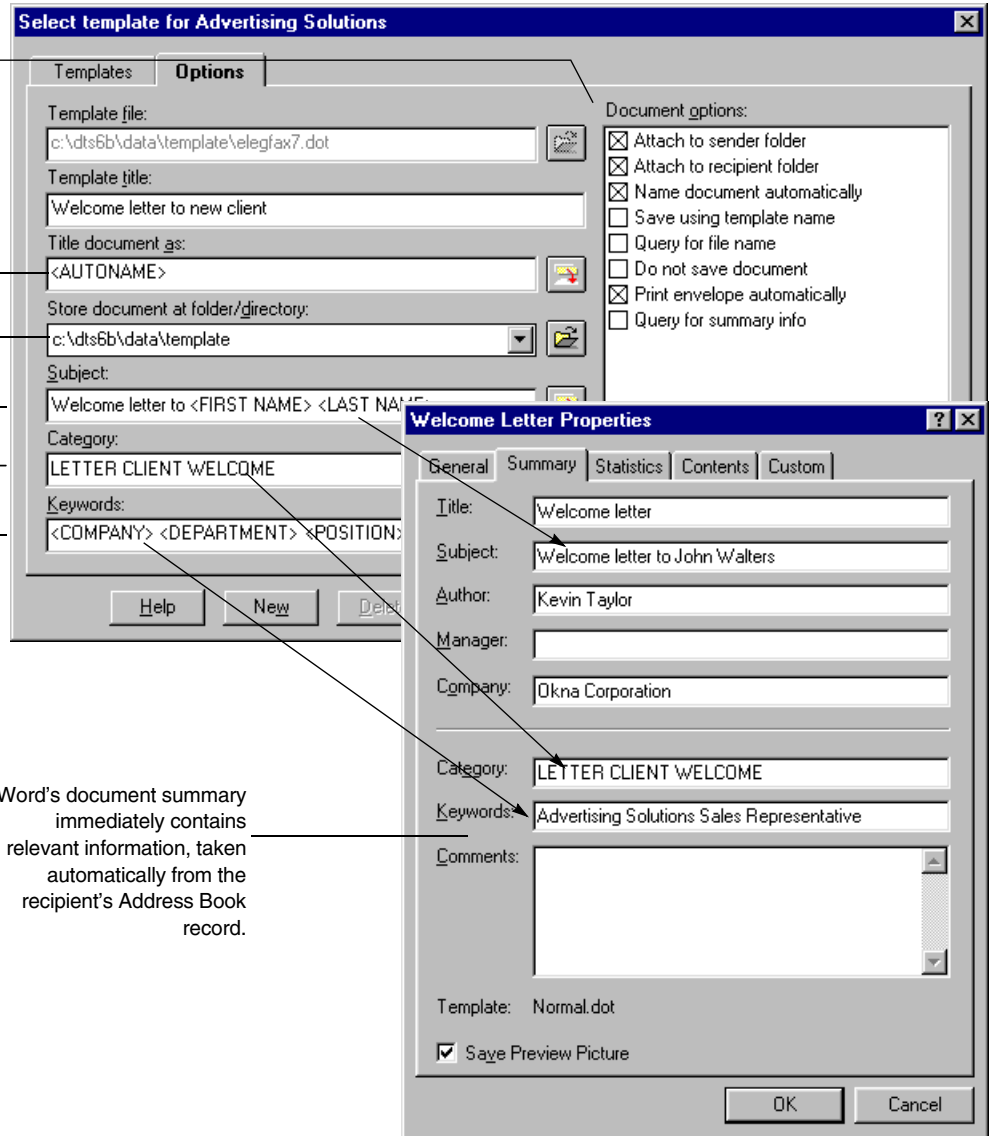 Select template for Advertising Solutions
Templates
Options
Template file:
c:\dts6b\data\template\elegfax7.dot
Template title:
Welcome letter to new client
Title document as:
<AUTONAME>
Store document at folder/directory:
c:\dts6b\data\template
Subject:
Welcome letter to <FIRST NAME> <LAST NAME>
Category:
LETTER CLIENT WELCOME
Keywords:
<COMPANY> <DEPARTMENT> <POSITION>
Help
New
Document options:
Attach to sender folder
Attach to recipient folder
Name document automatically
Save using template name
Query for file name
Do not save document
Print envelope automatically
Query for summary info
Welcome Letter Properties
General
Summary
Statistics
Contents
Custom
Title:
Welcome letter
Subject:
Welcome letter to John Walters
Author:
Kevin Taylor
Manager:
Company:
Okna Corporation
Category:
LETTER CLIENT WELCOME
Keywords:
Advertising Solutions Sales Representative
Comments:
Template:
Normal.dot
Save Preview Picture
OK
Cancel
Word's document summary
immediately contains
relevant information, taken
automatically from the
recipient's Address Book
record.